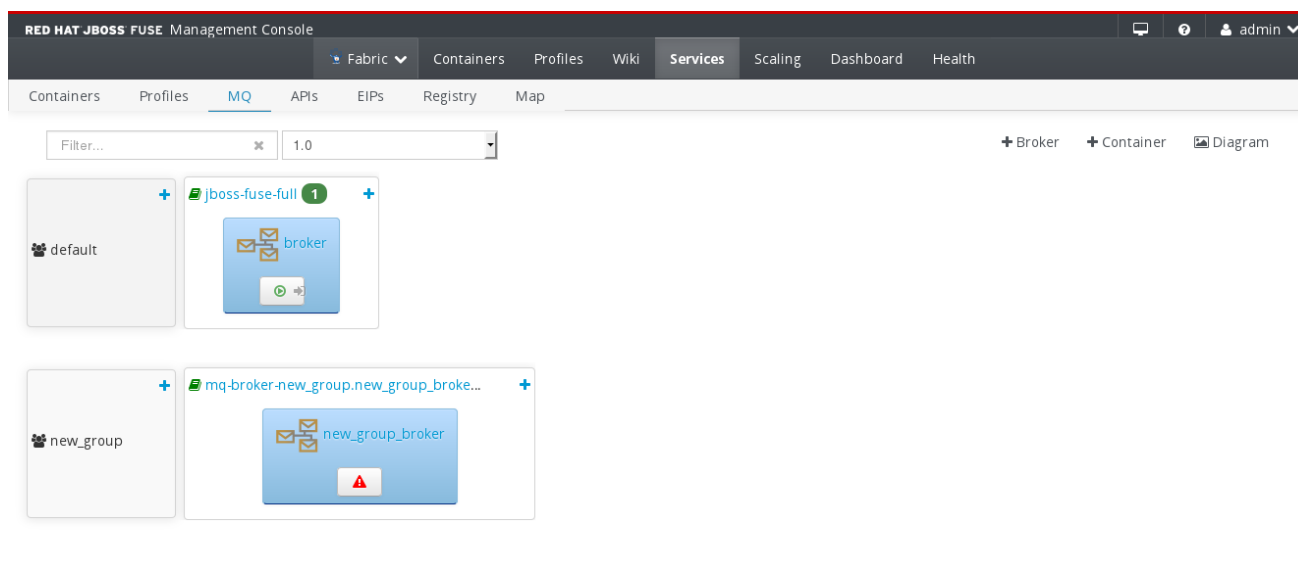 RED HAT JBOSS FUSE Management Console
admin
Fabric Containers Profiles Wiki Services Scaling Dashboard Health
Containers Profiles MQ APIs EIPs Registry Map
Filter... 1.0 Broker Container Diagram
jboss-fuse-full 1
default
broker
mq-broker-new_group.new_group_broke...
new_group
new_group_broker